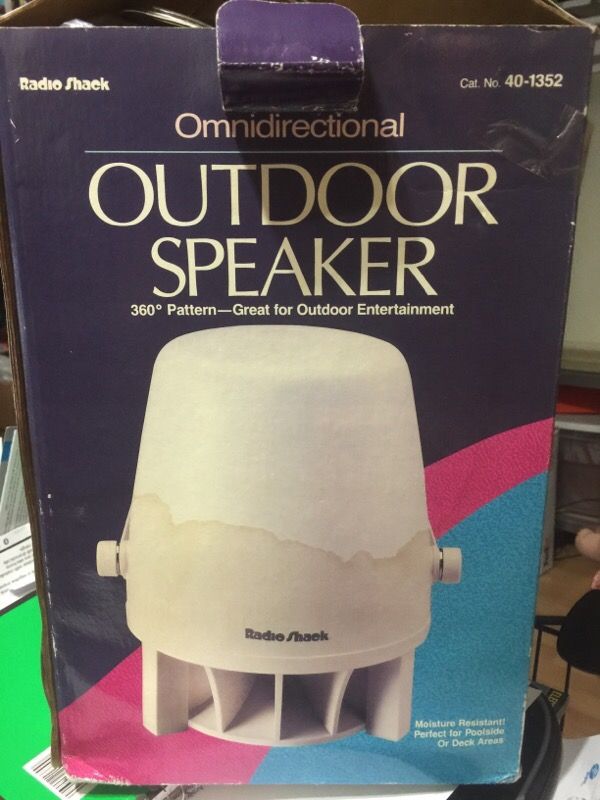 Radio Shack
Cat. No. 40-1352
Omnidirectional
OUTDOOR
SPEAKER
360° Pattern—Great for Outdoor Entertainment
Radio Shack
Moisture Resistant!
Perfect for Poolside
Or Deck Areas